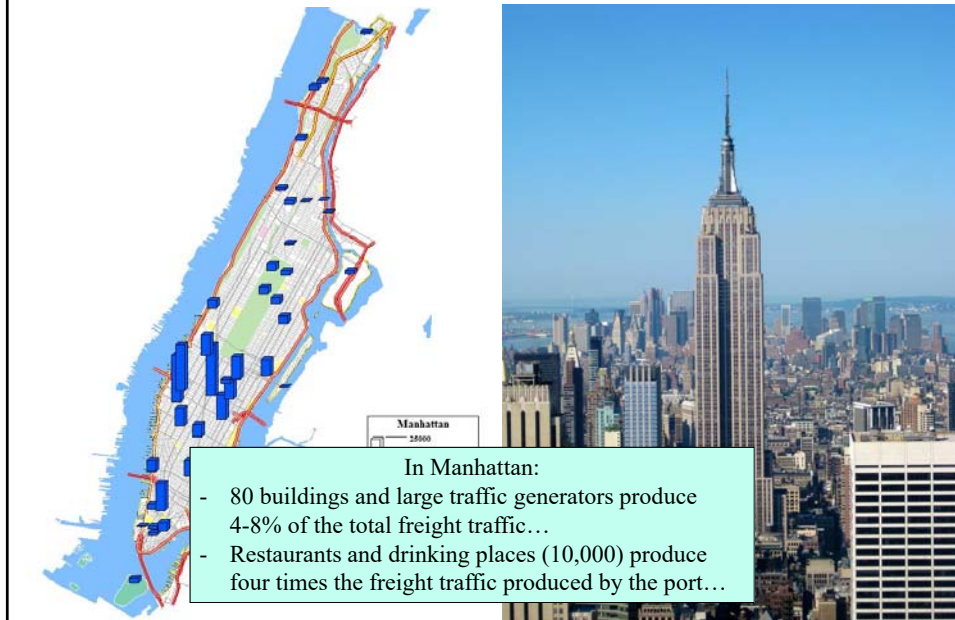 Manhattan
25000
In Manhattan:
- 80 buildings and large traffic generators produce
4-8% of the total freight traffic…
- Restaurants and drinking places (10,000) produce
four times the freight traffic produced by the port…